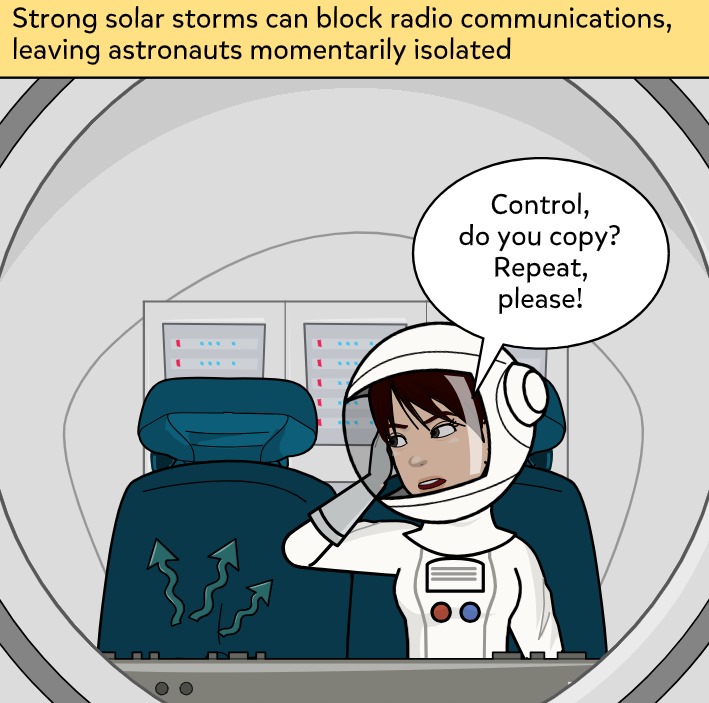 Strong solar storms can block radio communications,
leaving astronauts momentarily isolated
Control,
do you copy?
Repeat,
please!